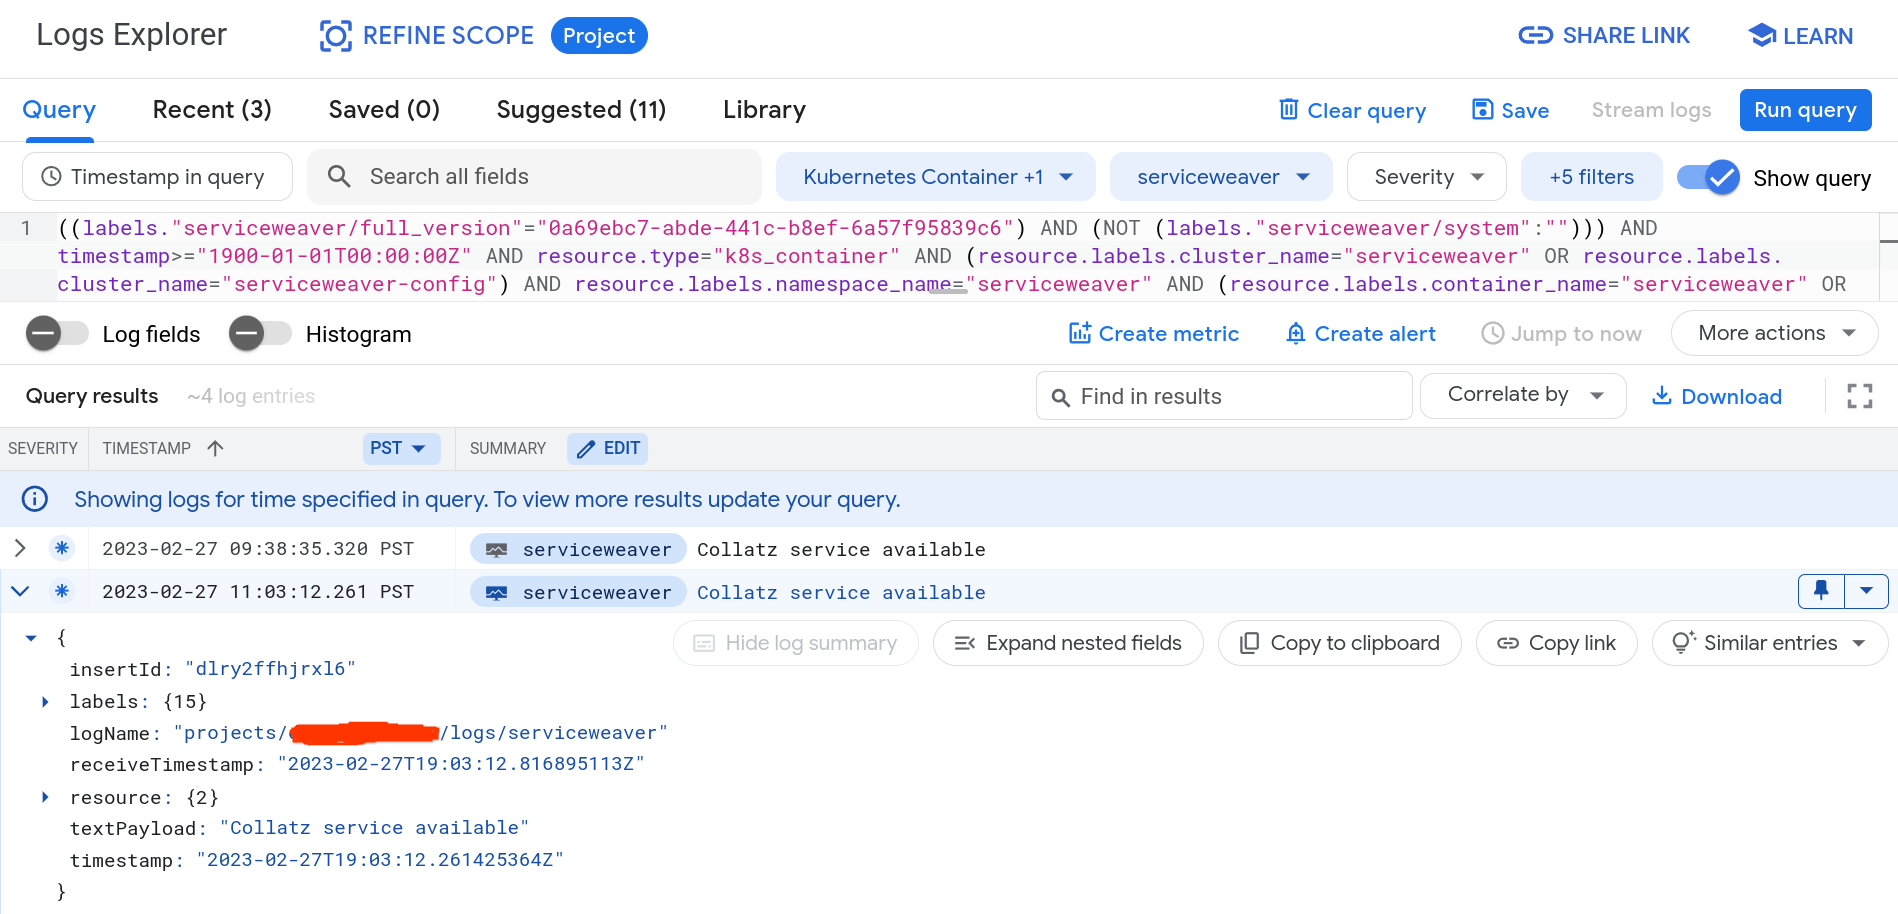 Logs Explorer REFINE SCOPE Project SHARE LINK LEARN
Query Recent (3) Saved (0) Suggested (11) Library Clear query Save Stream logs Run query
Timestamp in query Search all fields Kubernetes Container +1 serviceweaver Severity +5 filters Show query
1 ((labels."serviceweaver/full_version"="0a69ebc7-abde-441c-b8ef-6a57f95839c6") AND (NOT (labels."serviceweaver/system":""))) AND
timestamp>="1900-01-01T00:00:00Z" AND resource.type="k8s_container" AND (resource.labels.cluster_name="serviceweaver" OR resource.labels.
cluster_name="serviceweaver-config") AND resource.labels.namespace_name="serviceweaver" AND (resource.labels.container_name="serviceweaver" OR
Log fields Histogram Create metric Create alert Jump to now More actions
Query results ~4 log entries Find in results Correlate by Download
SEVERITY TIMESTAMP PST SUMMARY EDIT
Showing logs for time specified in query. To view more results update your query.
2023-02-27 09:38:35.320 PST serviceweaver Collatz service available
2023-02-27 11:03:12.261 PST serviceweaver Collatz service available
{ Hide log summary Expand nested fields Copy to clipboard Copy link Similar entries
insertId: "dlry2ffhjrxl6"
labels: {15}
logName: "projects/ /logs/serviceweaver"
receiveTimestamp: "2023-02-27T19:03:12.816895113Z"
resource: {2}
textPayload: "Collatz service available"
timestamp: "2023-02-27T19:03:12.261425364Z"
}